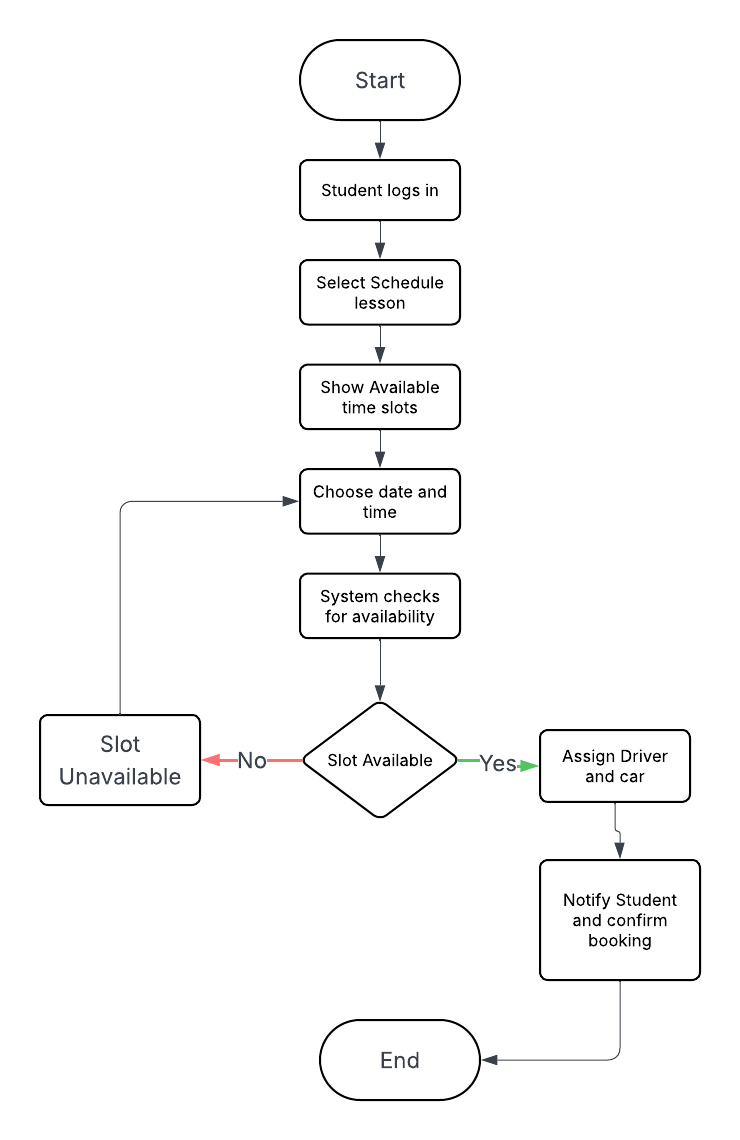 Start
Student logs in
Select Schedule
lesson
Show Available
time slots
Choose date and
time
System checks
for availability
Slot
Unavailable
No
Slot Available
Yes
Assign Driver
and car
Notify Student
and confirm
booking
End